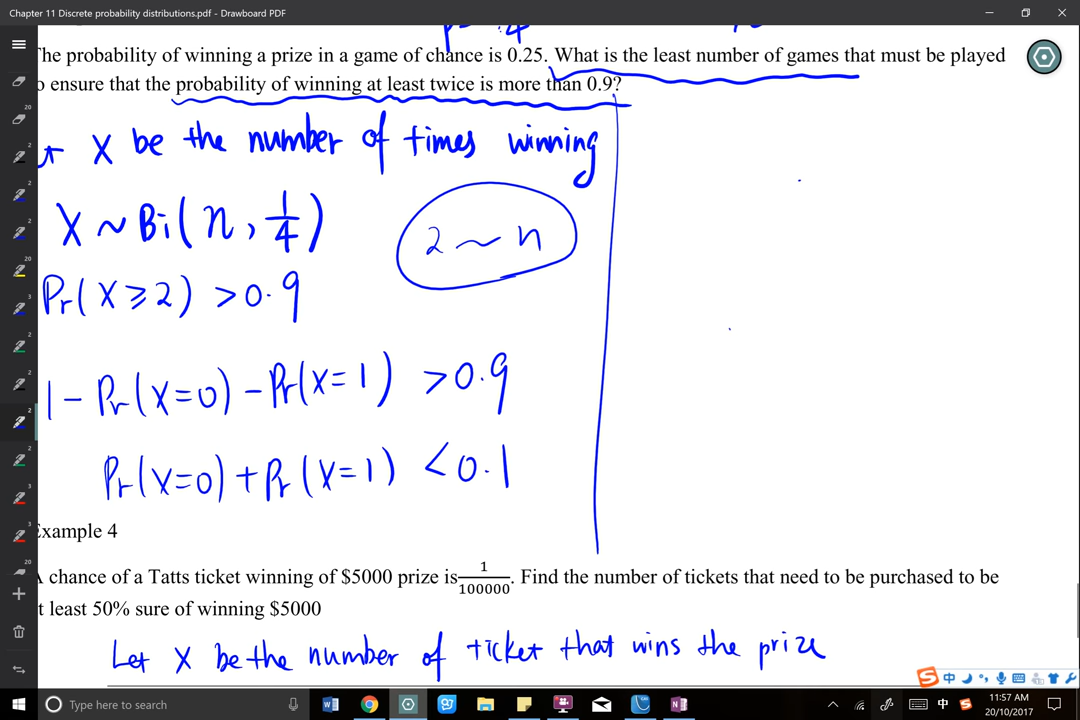 Chapter 11 Discrete probability distributions.pdf - Drawboard PDF
The probability of winning a prize in a game of chance is 0.25. What is the least number of games that must be played
o ensure that the probability of winning at least twice is more than 0.9?
X be the number of times winning
X ~ Bi(n, 1/4)
2 ~ n
Pr(X ≥ 2) > 0.9
1 - Pr(X=0) - Pr(X=1) > 0.9
Pr(X=0) + Pr(X=1) < 0.1
Example 4
A chance of a Tatts ticket winning of $5000 prize is 1/100000. Find the number of tickets that need to be purchased to be
t least 50% sure of winning $5000
Let X be the number of ticket that wins the prize
中
Type here to search
中
11:57 AM
20/10/2017